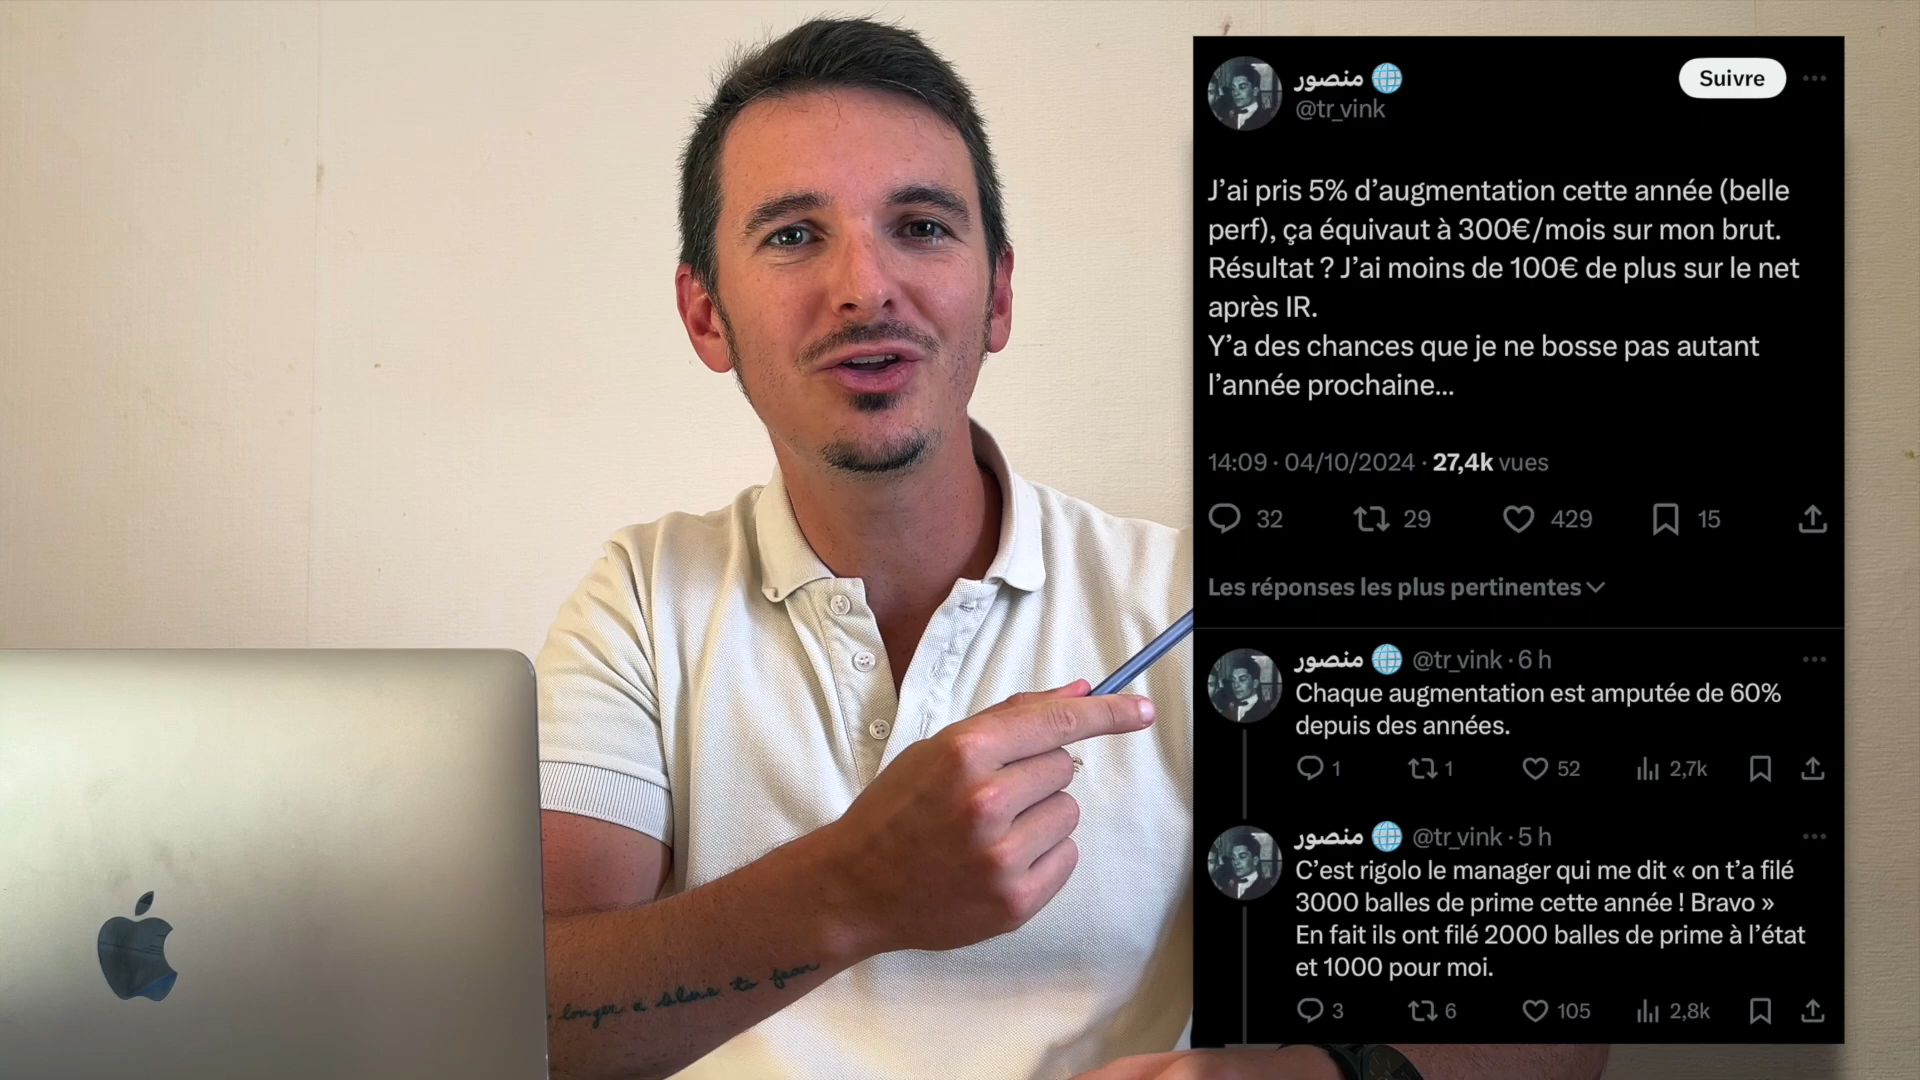 منصور
@tr_vink
Suivre
J’ai pris 5% d’augmentation cette année (belle
perf), ça équivaut à 300€/mois sur mon brut.
Résultat ? J’ai moins de 100€ de plus sur le net
après IR.
Y’a des chances que je ne bosse pas autant
l’année prochaine...
14:09 · 04/10/2024 · 27,4k vues
32 29 429 15
Les réponses les plus pertinentes
منصور @tr_vink · 6 h
Chaque augmentation est amputée de 60%
depuis des années.
1 1 52 2,7k
منصور @tr_vink · 5 h
C’est rigolo le manager qui me dit « on t’a filé
3000 balles de prime cette année ! Bravo »
En fait ils ont filé 2000 balles de prime à l’état
et 1000 pour moi.
3 6 105 2,8k
longer a slave to fear